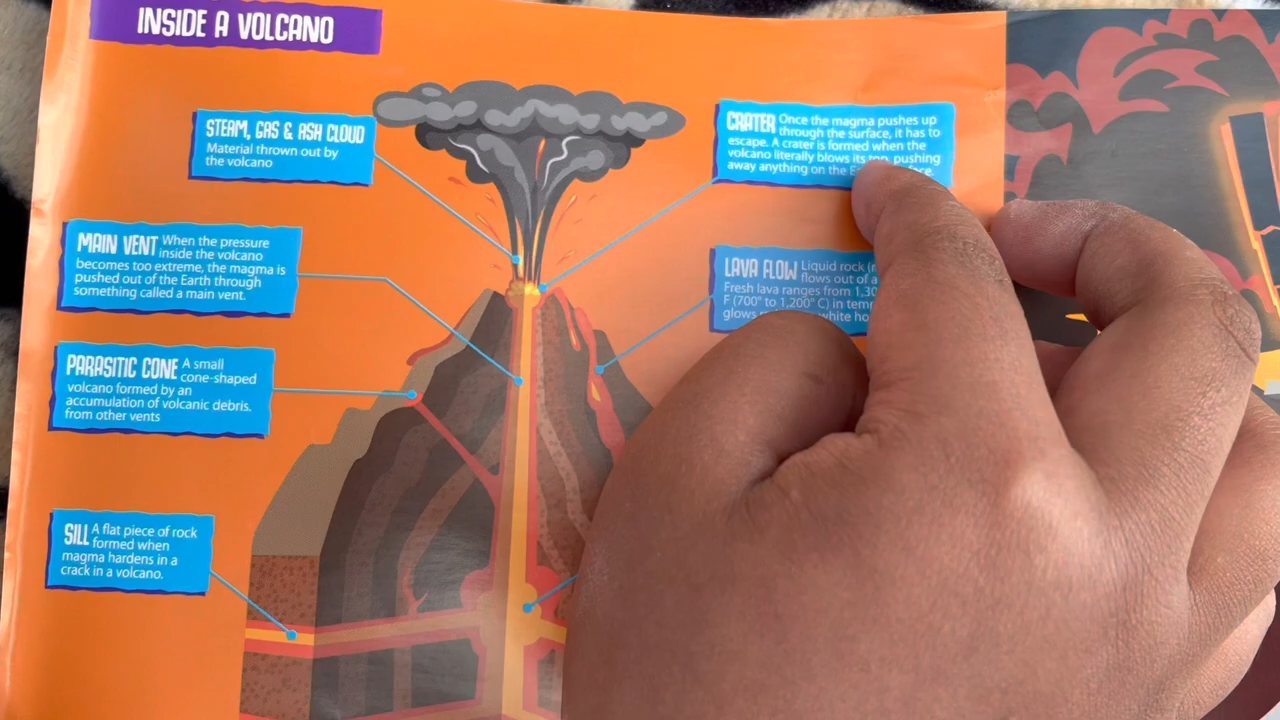 INSIDE A VOLCANO
STEAM, GAS & ASH CLOUD
Material thrown out by
the volcano
MAIN VENT When the pressure
inside the volcano
becomes too extreme, the magma is
pushed out of the Earth through
something called a main vent.
PARASITIC CONE A small
cone-shaped
volcano formed by an
accumulation of volcanic debris.
from other vents
SILL A flat piece of rock
formed when
magma hardens in a
crack in a volcano.
CRATER Once the magma pushes up
through the surface, it has to
escape. A crater is formed when the
volcano literally blows its top, pushing
away anything on the
LAVA FLOW Liquid rock
flows out of a
Fresh lava ranges from
F (700° to 1,200° C) in
glows white